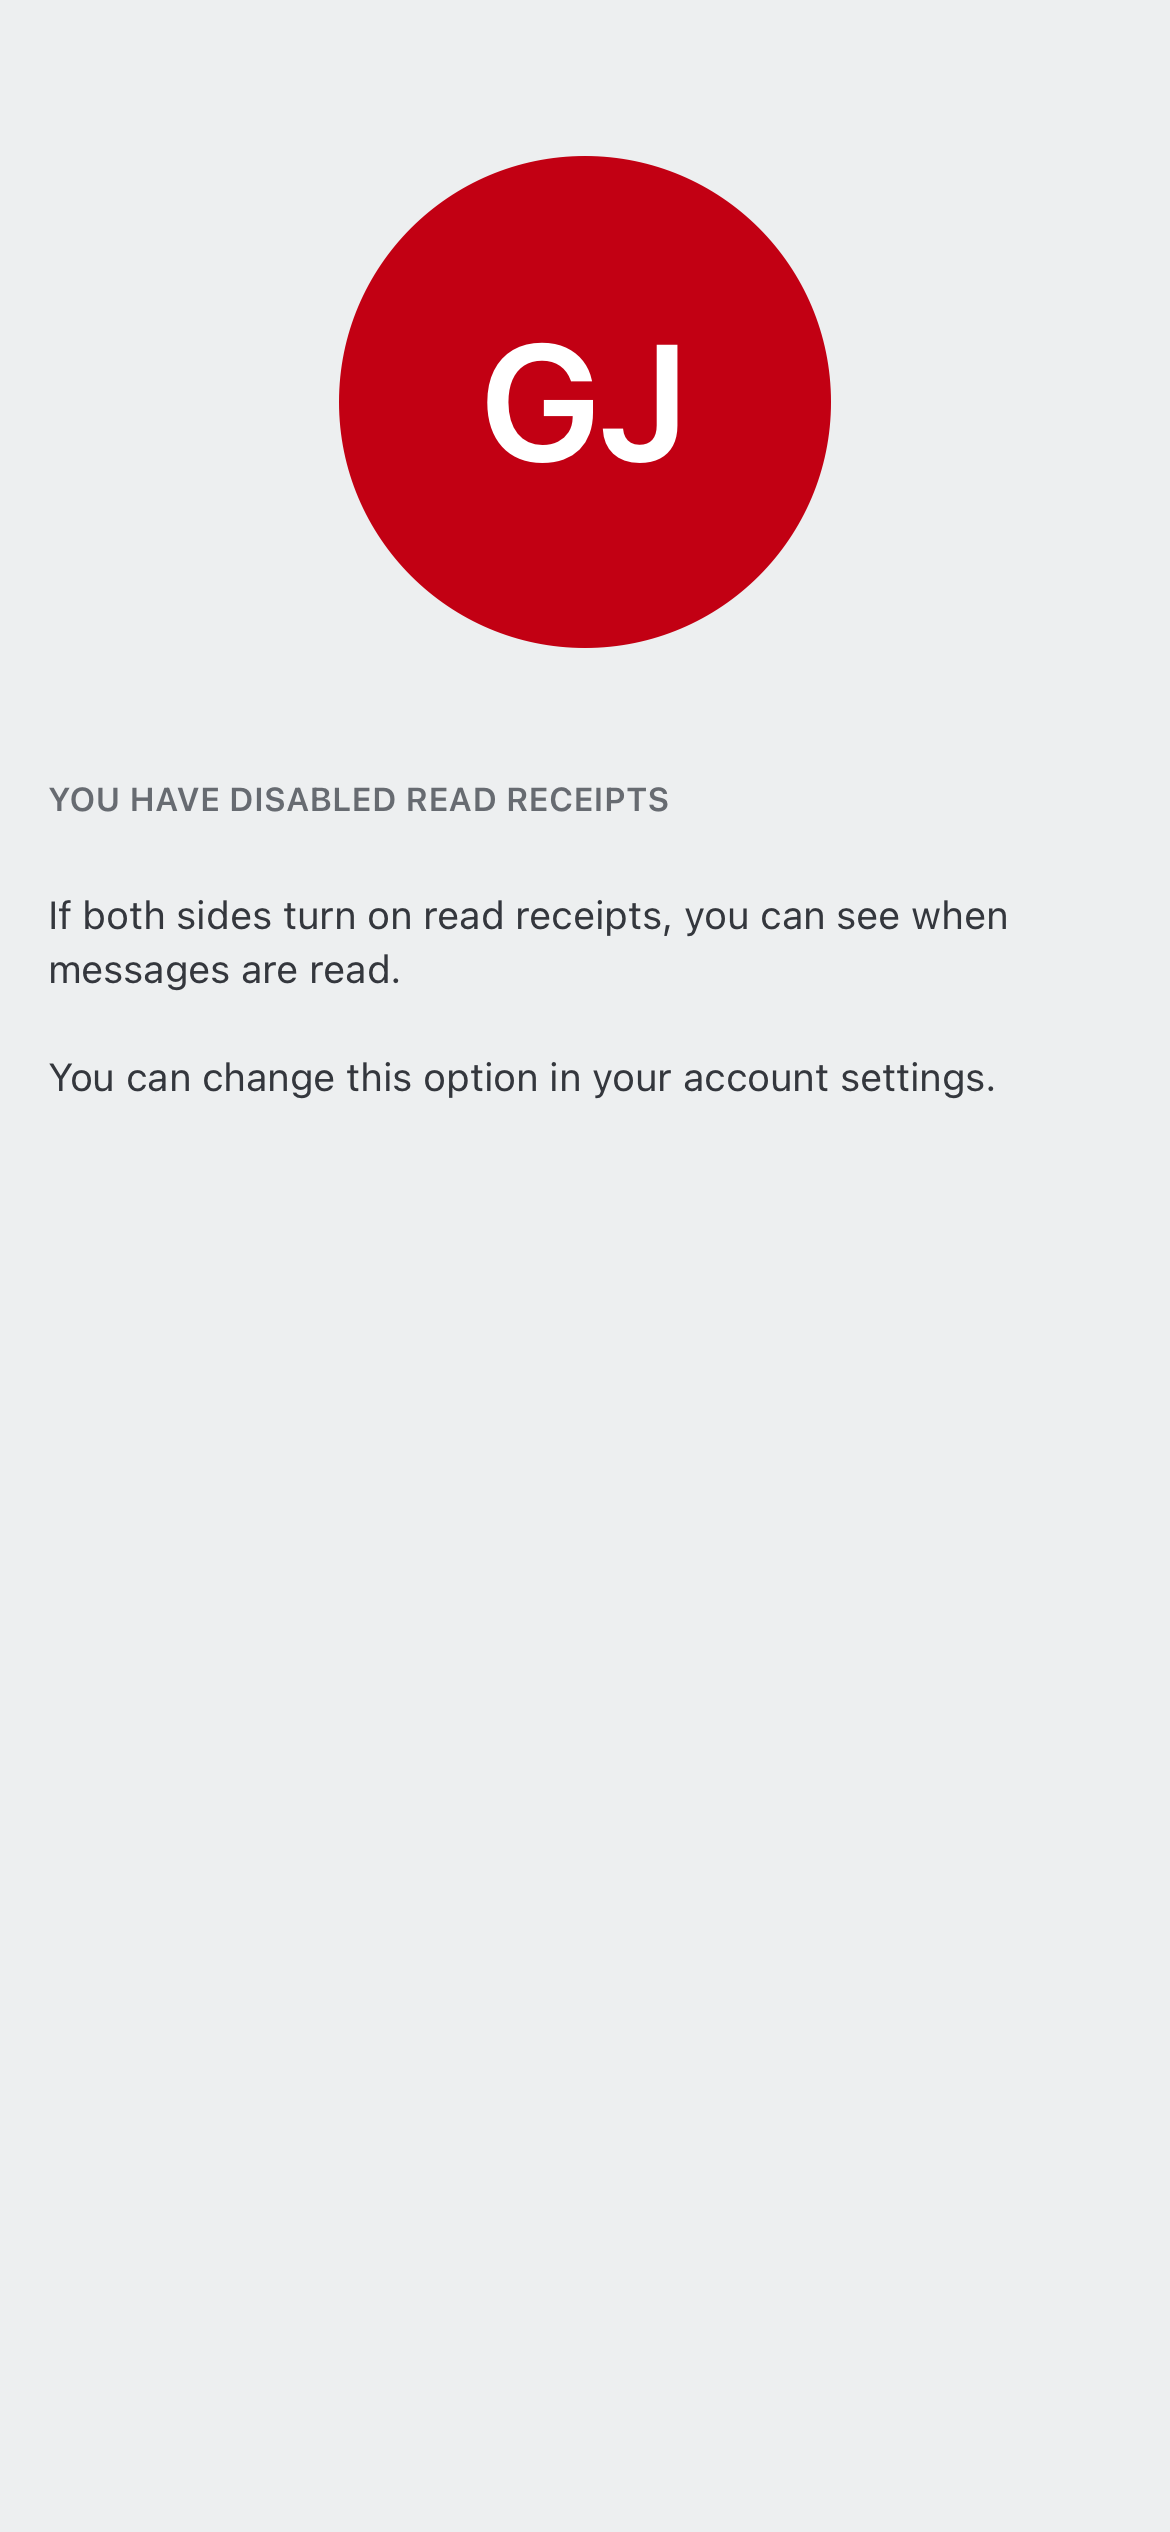 GJ
YOU HAVE DISABLED READ RECEIPTS
If both sides turn on read receipts, you can see when
messages are read.
You can change this option in your account settings.